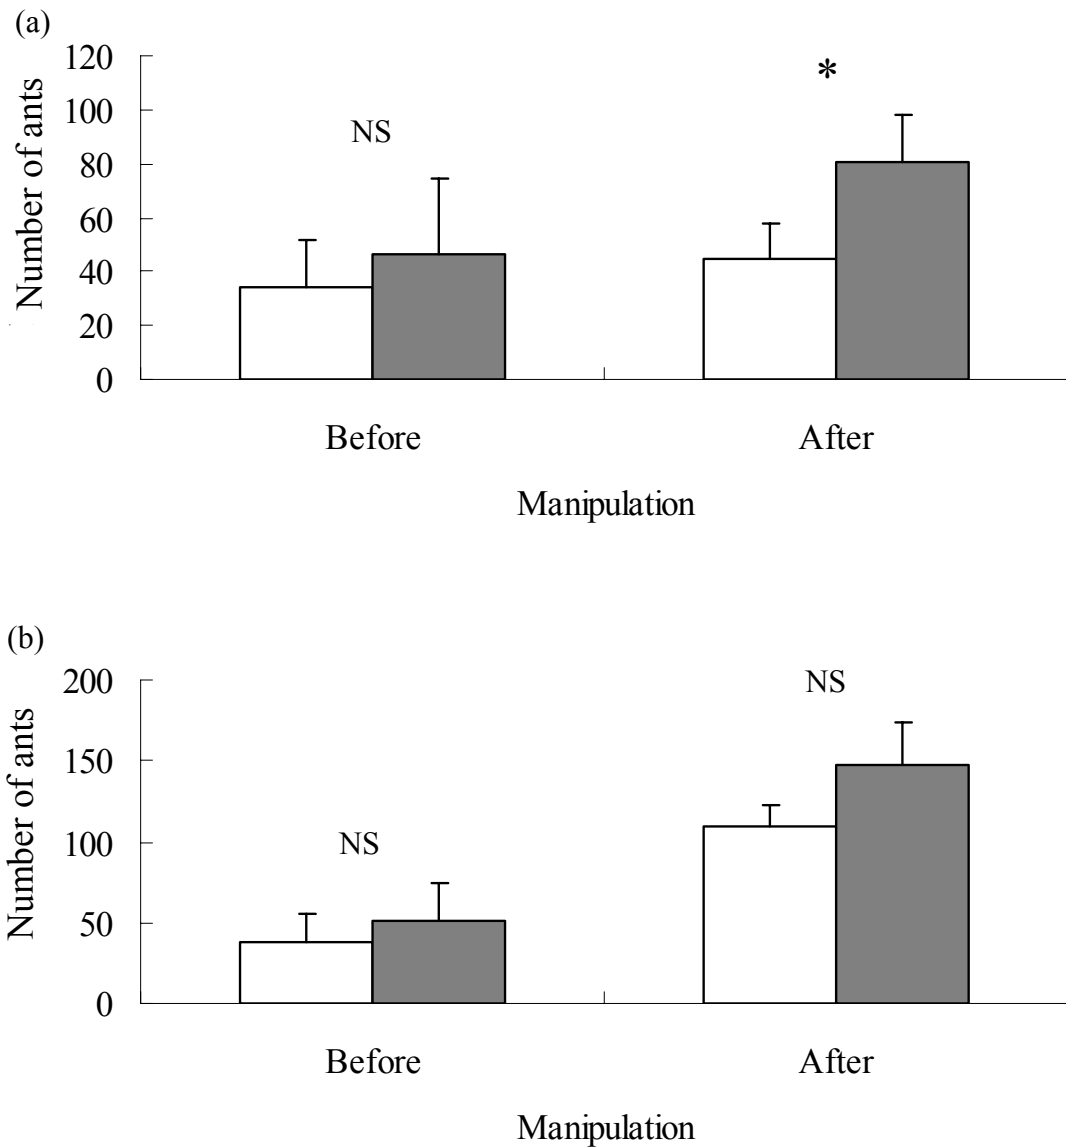 (a)
Number of ants
120
100
80
60
40
20
0
NS
*
Before
After
Manipulation
(b)
Number of ants
200
150
100
50
0
NS
NS
Before
After
Manipulation